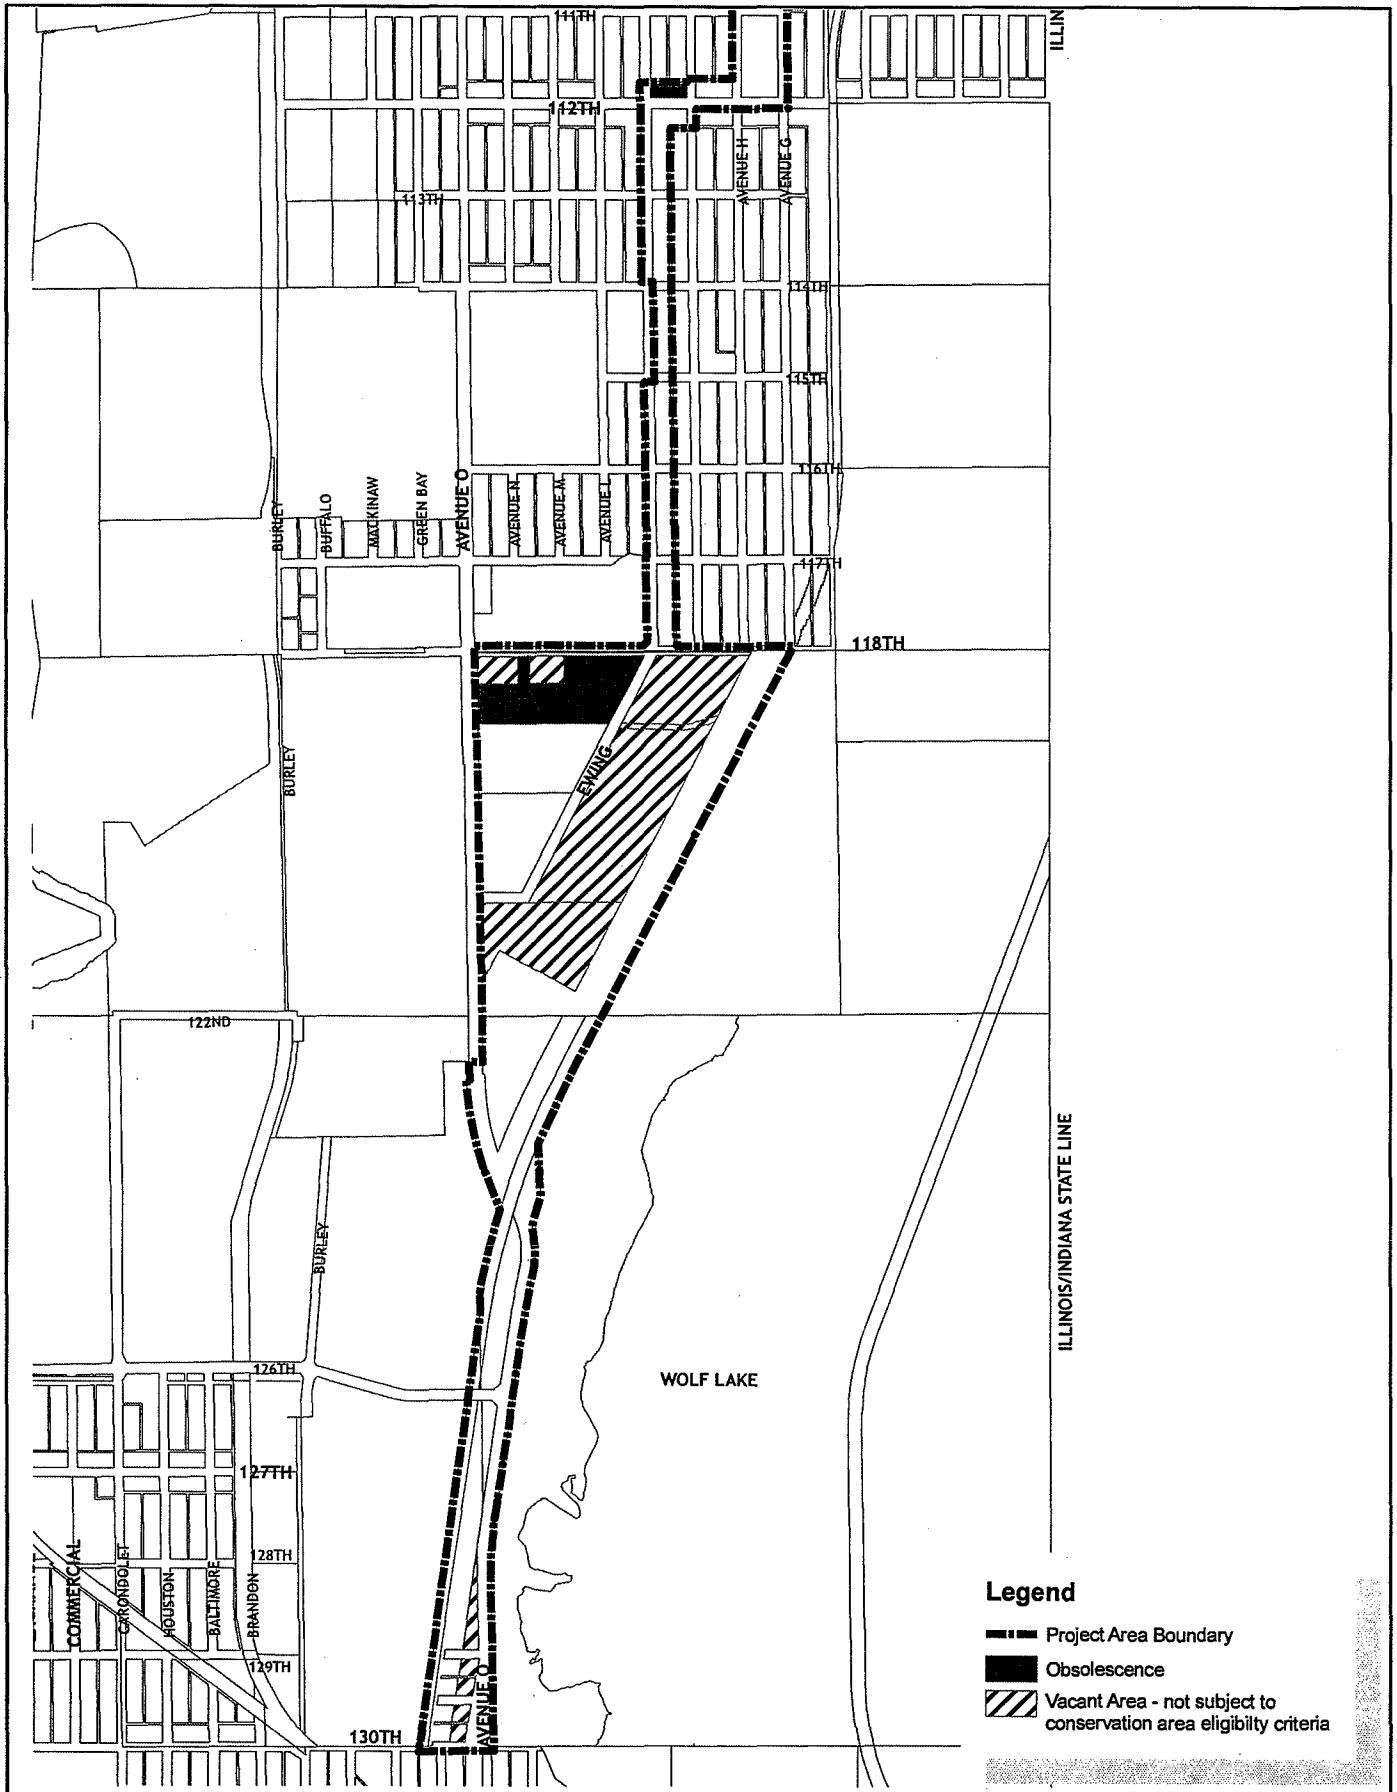 111TH
ILLIN
112TH
AVENUE H
AVENUE G
113TH
114TH
115TH
116TH
BURLEY
BUFFALO
MACKINAW
GREEN BAY
AVENUE O
AVENUE N
AVENUE M
AVENUE L
117TH
118TH
BURLEY
EWING
122ND
BURLEY
ILLINOIS/INDIANA STATE LINE
126TH
WOLF LAKE
127TH
COMMERCIAL
CARONDOLET
HOUSTON
BALTIMORE
BRANDON
128TH
129TH
AVENUE O
130TH
Legend
Project Area Boundary
Obsolescence
Vacant Area - not subject to
conservation area eligibilty criteria